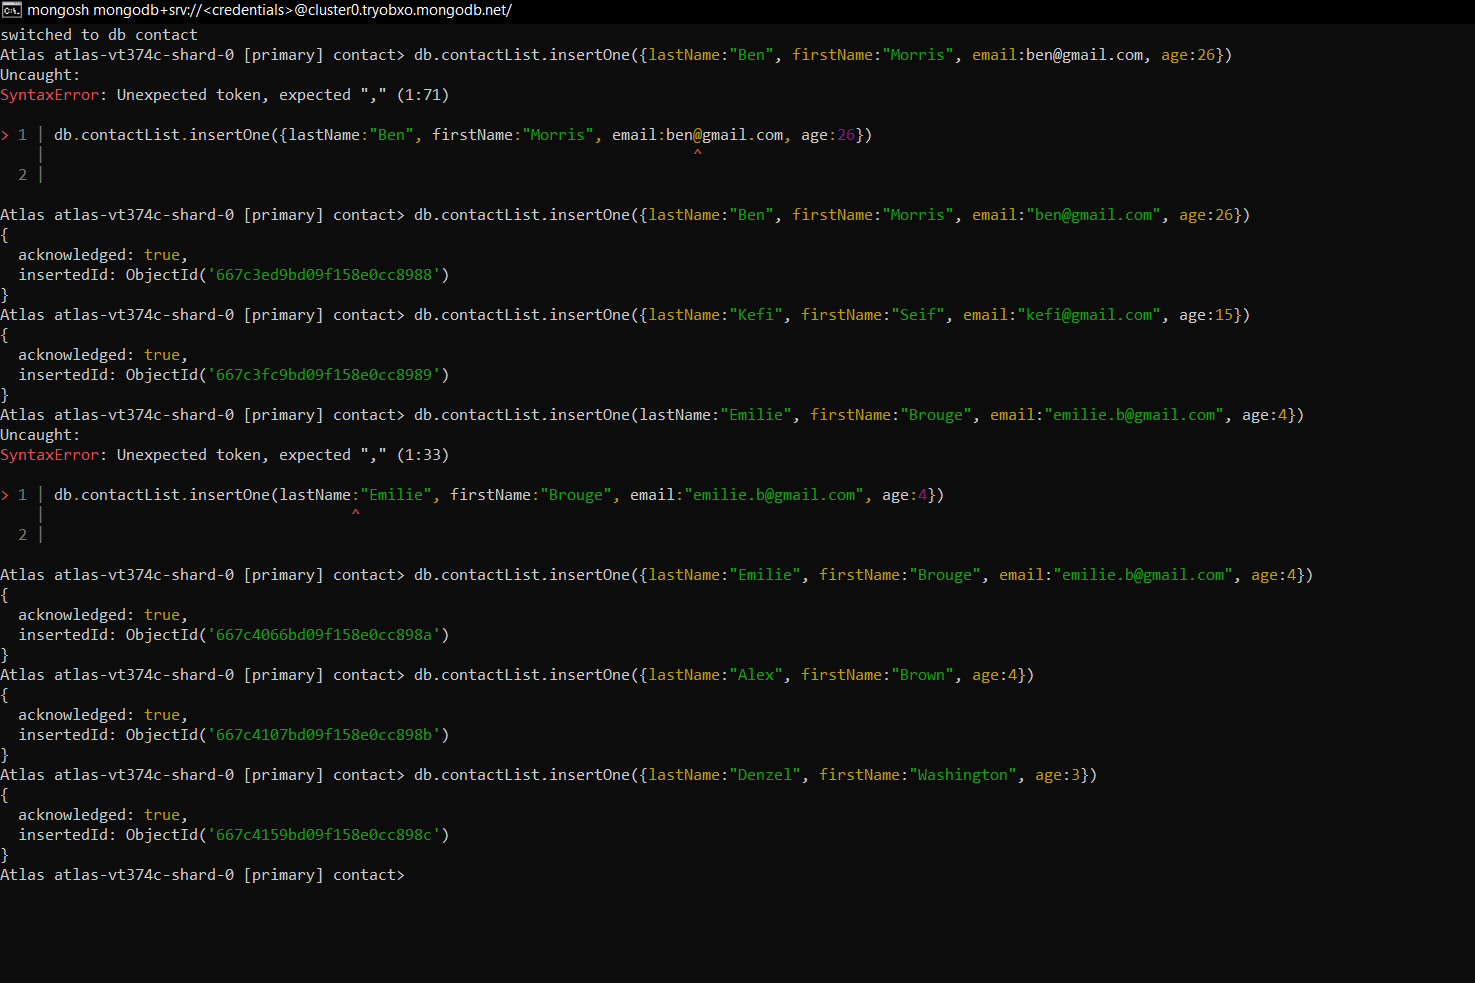 mongosh mongodb+srv://<credentials>@cluster0.tryobxo.mongodb.net/
switched to db contact
Atlas atlas-vt374c-shard-0 [primary] contact> db.contactList.insertOne({lastName:"Ben", firstName:"Morris", email:ben@gmail.com, age:26})
Uncaught:
SyntaxError: Unexpected token, expected "," (1:71)
> 1 | db.contactList.insertOne({lastName:"Ben", firstName:"Morris", email:ben@gmail.com, age:26})
|                                                                         ^
2 |
Atlas atlas-vt374c-shard-0 [primary] contact> db.contactList.insertOne({lastName:"Ben", firstName:"Morris", email:"ben@gmail.com", age:26})
{
acknowledged: true,
insertedId: ObjectId('667c3ed9bd09f158e0cc8988')
}
Atlas atlas-vt374c-shard-0 [primary] contact> db.contactList.insertOne({lastName:"Kefi", firstName:"Seif", email:"kefi@gmail.com", age:15})
{
acknowledged: true,
insertedId: ObjectId('667c3fc9bd09f158e0cc8989')
}
Atlas atlas-vt374c-shard-0 [primary] contact> db.contactList.insertOne(lastName:"Emilie", firstName:"Brouge", email:"emilie.b@gmail.com", age:4})
Uncaught:
SyntaxError: Unexpected token, expected "," (1:33)
> 1 | db.contactList.insertOne(lastName:"Emilie", firstName:"Brouge", email:"emilie.b@gmail.com", age:4})
|                                  ^
2 |
Atlas atlas-vt374c-shard-0 [primary] contact> db.contactList.insertOne({lastName:"Emilie", firstName:"Brouge", email:"emilie.b@gmail.com", age:4})
{
acknowledged: true,
insertedId: ObjectId('667c4066bd09f158e0cc898a')
}
Atlas atlas-vt374c-shard-0 [primary] contact> db.contactList.insertOne({lastName:"Alex", firstName:"Brown", age:4})
{
acknowledged: true,
insertedId: ObjectId('667c4107bd09f158e0cc898b')
}
Atlas atlas-vt374c-shard-0 [primary] contact> db.contactList.insertOne({lastName:"Denzel", firstName:"Washington", age:3})
{
acknowledged: true,
insertedId: ObjectId('667c4159bd09f158e0cc898c')
}
Atlas atlas-vt374c-shard-0 [primary] contact>